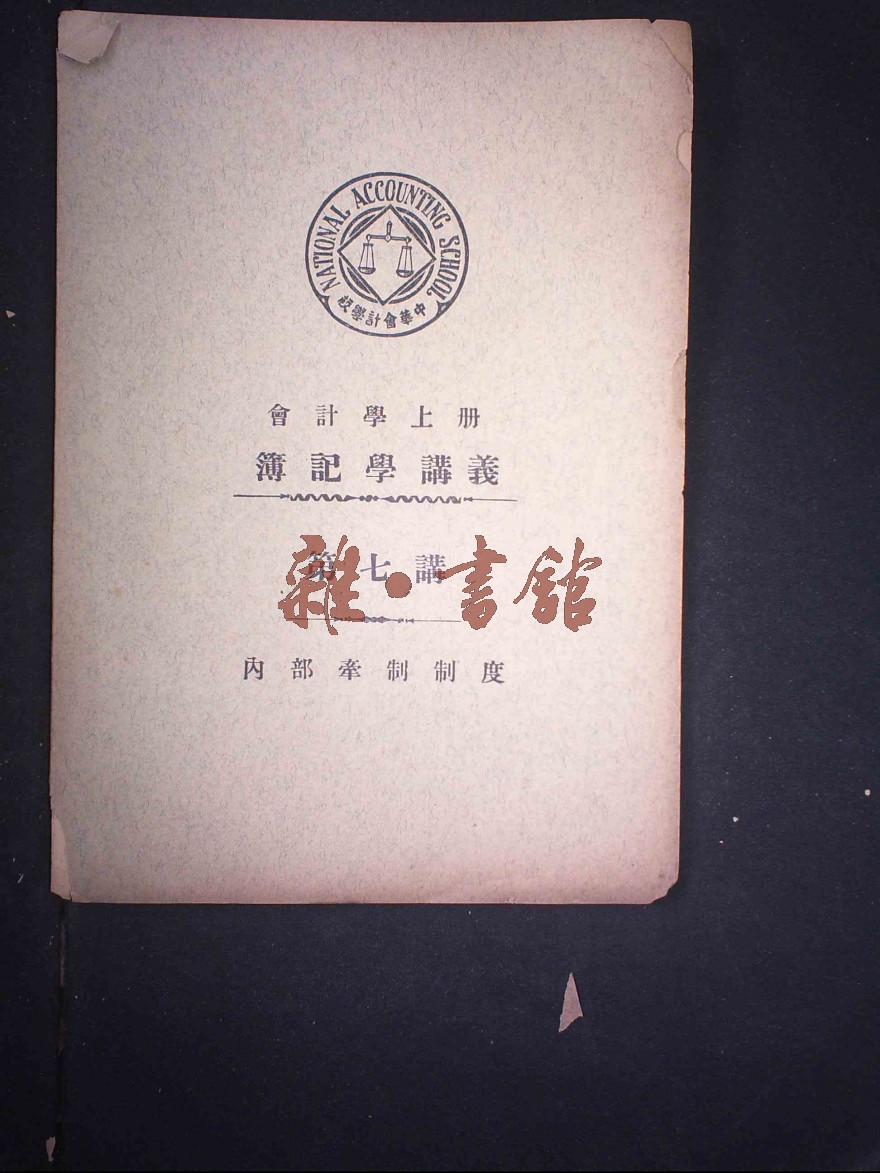 NATIONAL ACCOUNTING SCHOOL
中華會計學校
會計學上册
簿記學講義
第七講
雜·書館
內部牽制制度